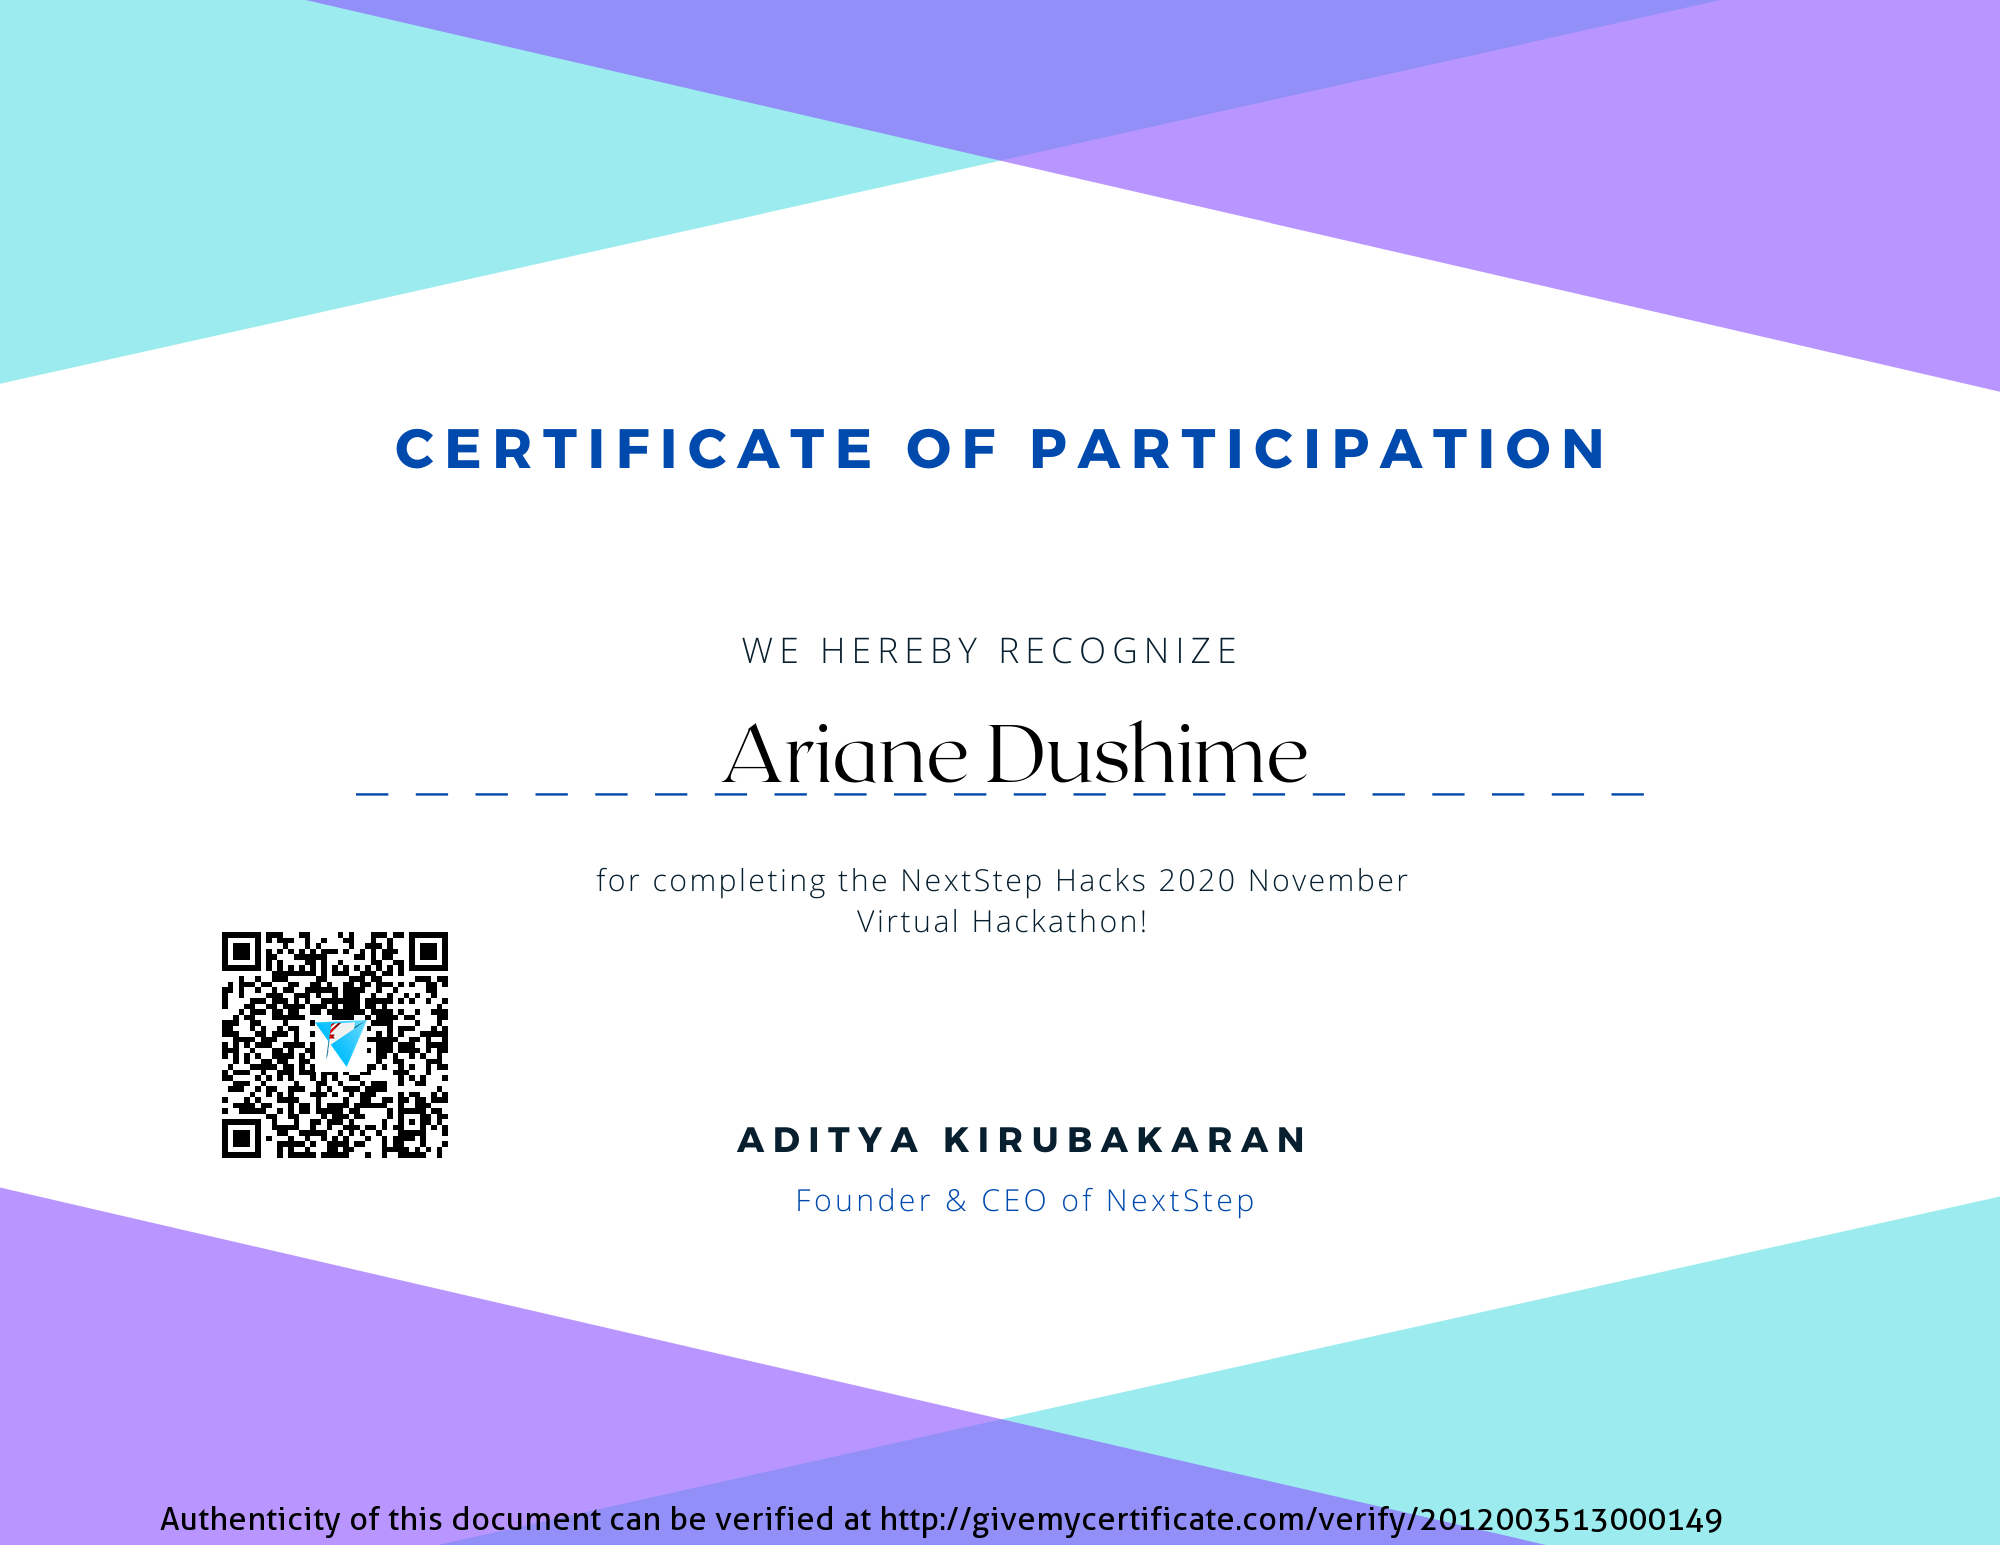 CERTIFICATE OF PARTICIPATION
WE HEREBY RECOGNIZE
Ariane Dushime
for completing the NextStep Hacks 2020 November
Virtual Hackathon!
ADITYA KIRUBAKARAN
Founder & CEO of NextStep
Authenticity of this document can be verified at http://givemycertificate.com/verify/2012003513000149